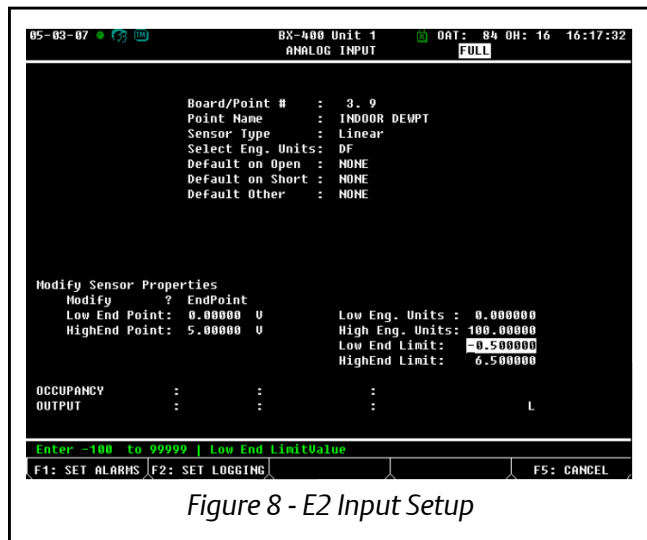 05-03-07 BX-400 Unit 1 OAT: 84 OH: 16 16:17:32
ANALOG INPUT FULL
Board/Point # : 3. 9
Point Name : INDOOR DEWPT
Sensor Type : Linear
Select Eng. Units: DF
Default on Open : NONE
Default on Short : NONE
Default Other : NONE
Modify Sensor Properties
Modify ? EndPoint
Low End Point: 0.00000 V Low Eng. Units : 0.000000
HighEnd Point: 5.00000 V High Eng. Units: 100.00000
Low End Limit: -0.500000
HighEnd Limit: 6.500000
OCCUPANCY : : :
OUTPUT : : : L
Enter -100 to 99999 | Low End LimitValue
F1: SET ALARMS F2: SET LOGGING F5: CANCEL
Figure 8 - E2 Input Setup